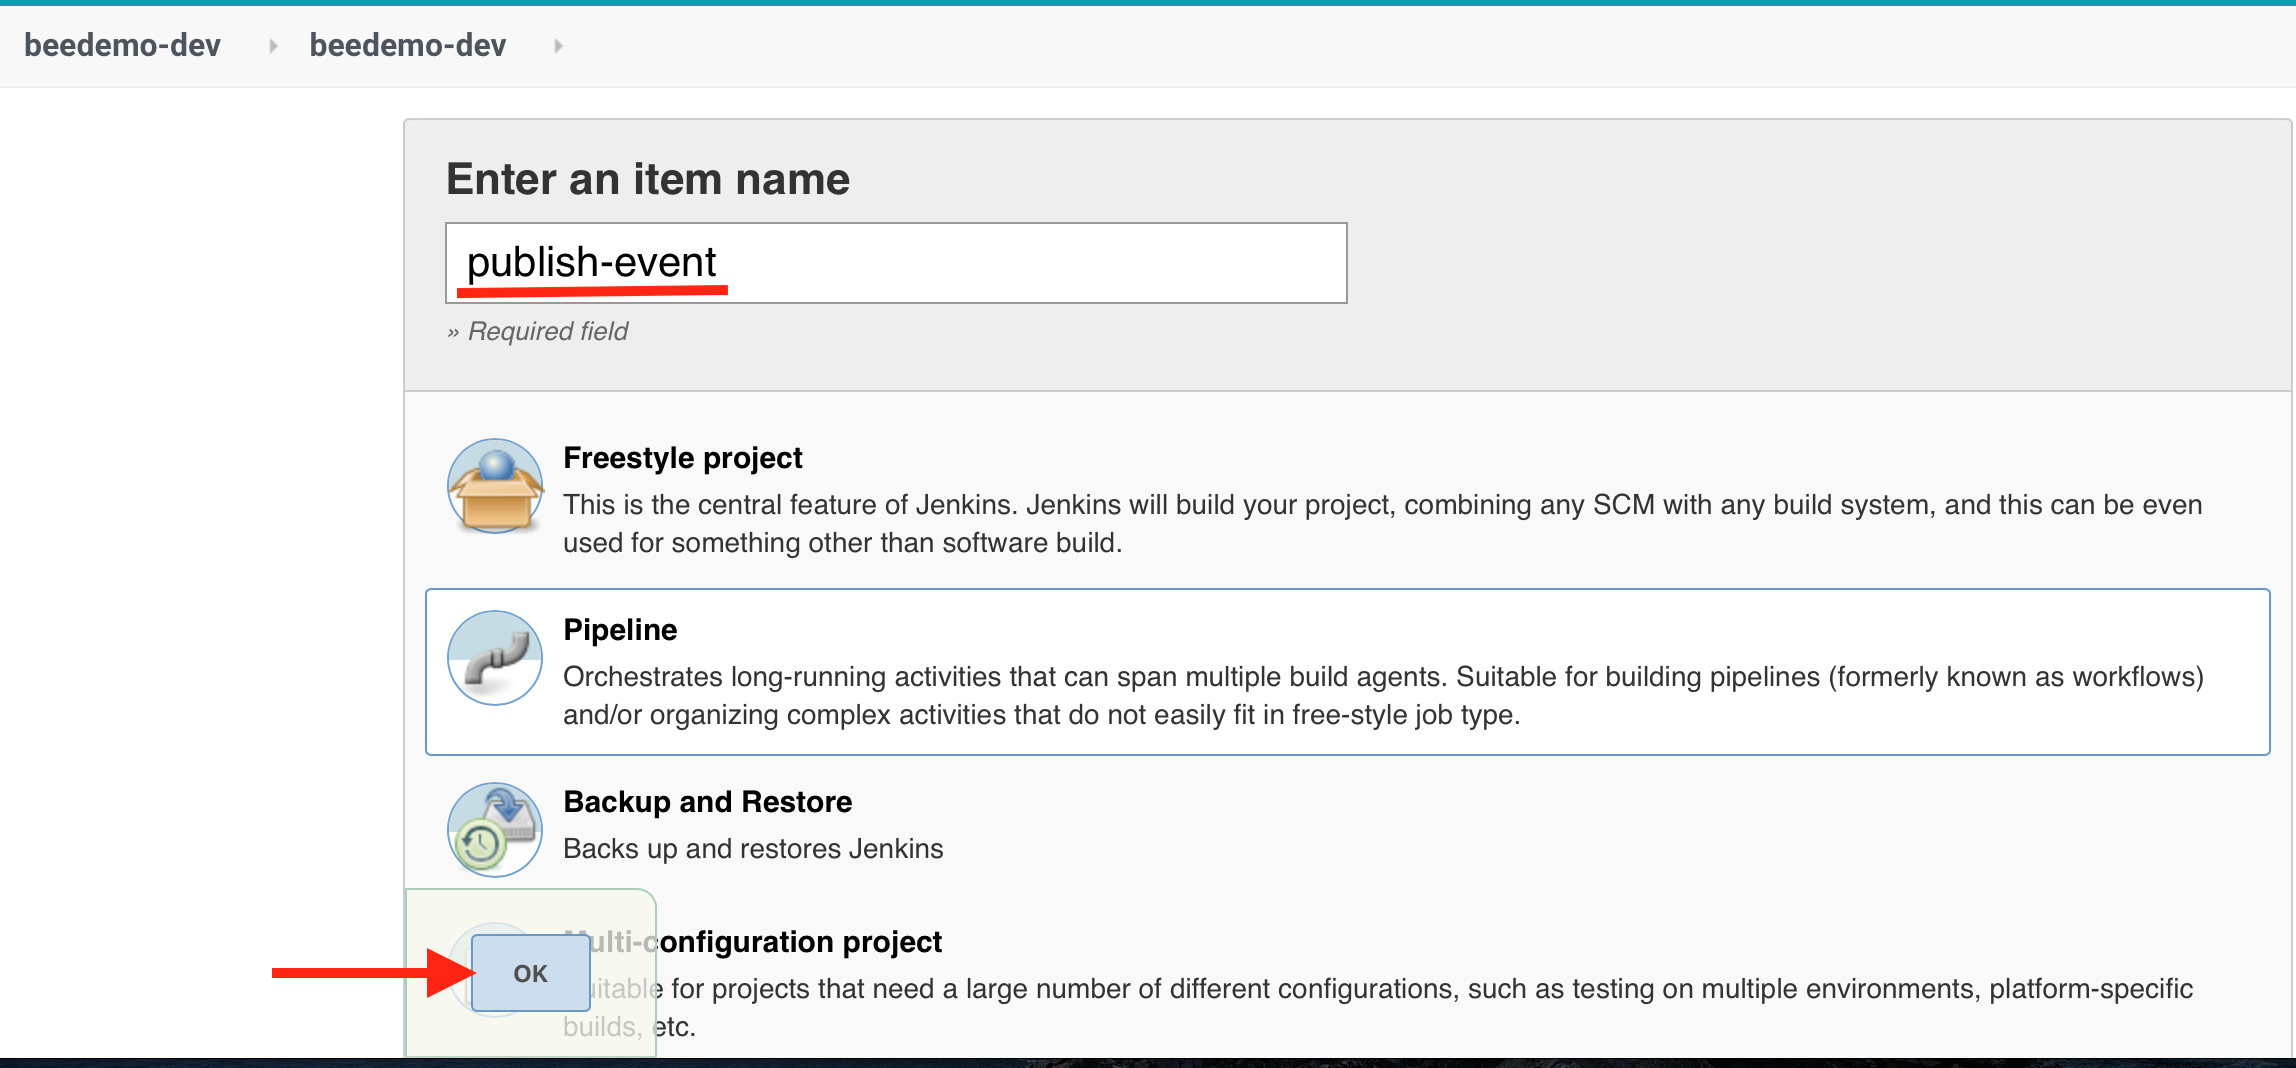 beedemo-dev beedemo-dev
Enter an item name
publish-event
» Required field
Freestyle project
This is the central feature of Jenkins. Jenkins will build your project, combining any SCM with any build system, and this can be even
used for something other than software build.
Pipeline
Orchestrates long-running activities that can span multiple build agents. Suitable for building pipelines (formerly known as workflows)
and/or organizing complex activities that do not easily fit in free-style job type.
Backup and Restore
Backs up and restores Jenkins
Multi-configuration project
OK
Suitable for projects that need a large number of different configurations, such as testing on multiple environments, platform-specific
builds, etc.